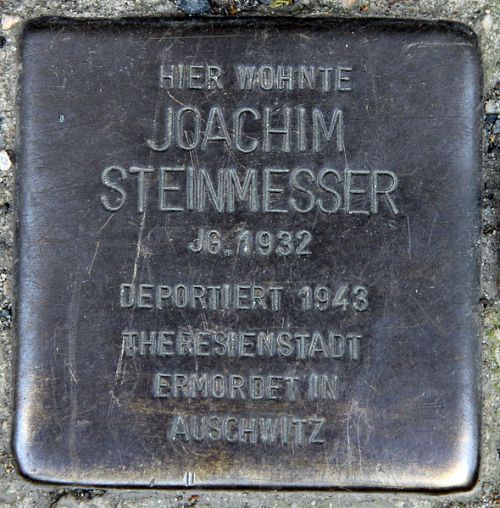 HIER WOHNTE
JOACHIM
STEINMESSER
JG. 1932
DEPORTIERT 1943
THERESIENSTADT
ERMORDET IN
AUSCHWITZ